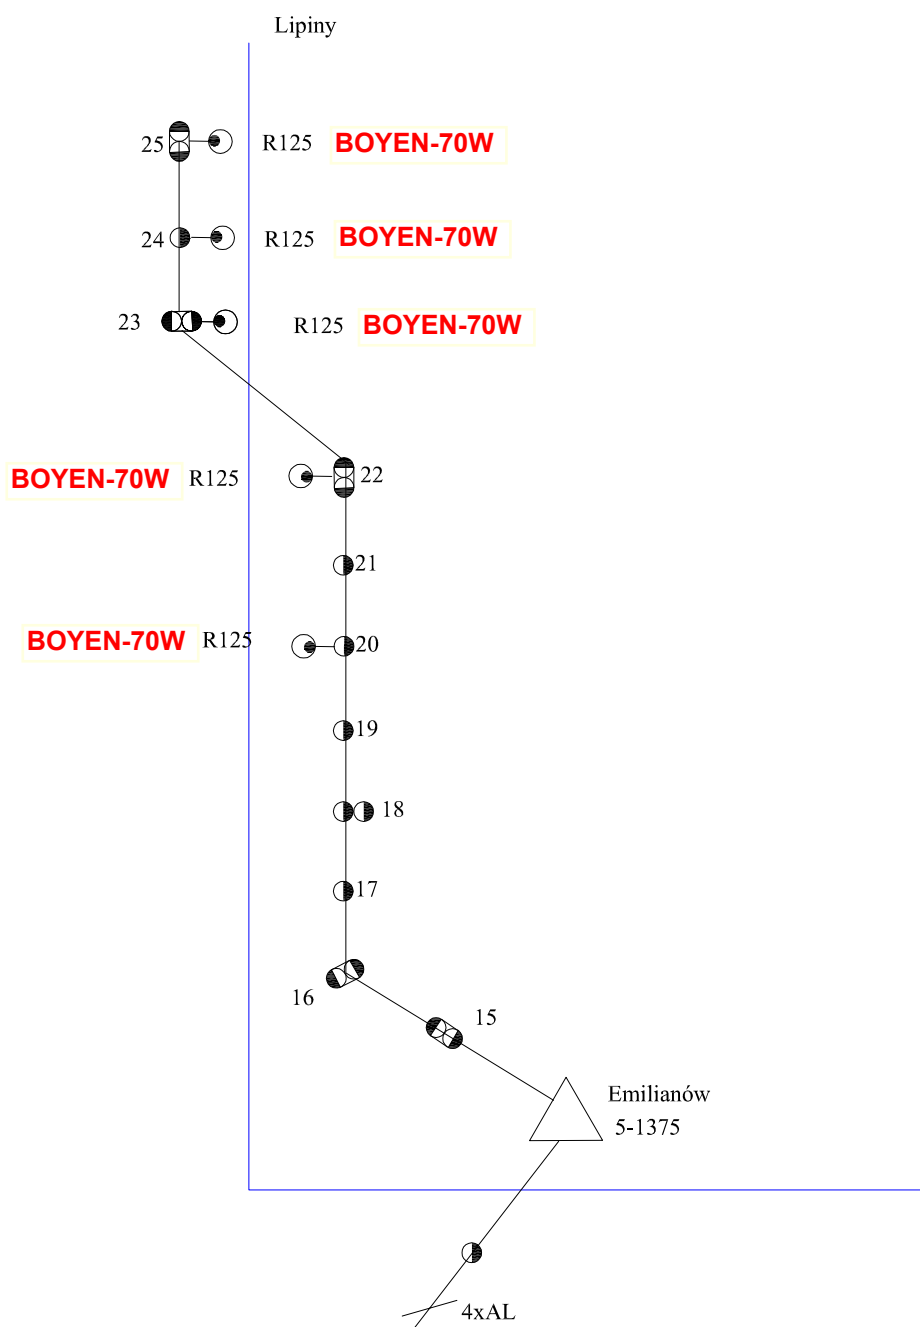 Lipiny
25 R125 BOYEN-70W
24 R125 BOYEN-70W
23 R125 BOYEN-70W
BOYEN-70W R125 22
21
BOYEN-70W R125 20
19
18
17
16
15
Emilianów
5-1375
4xAL